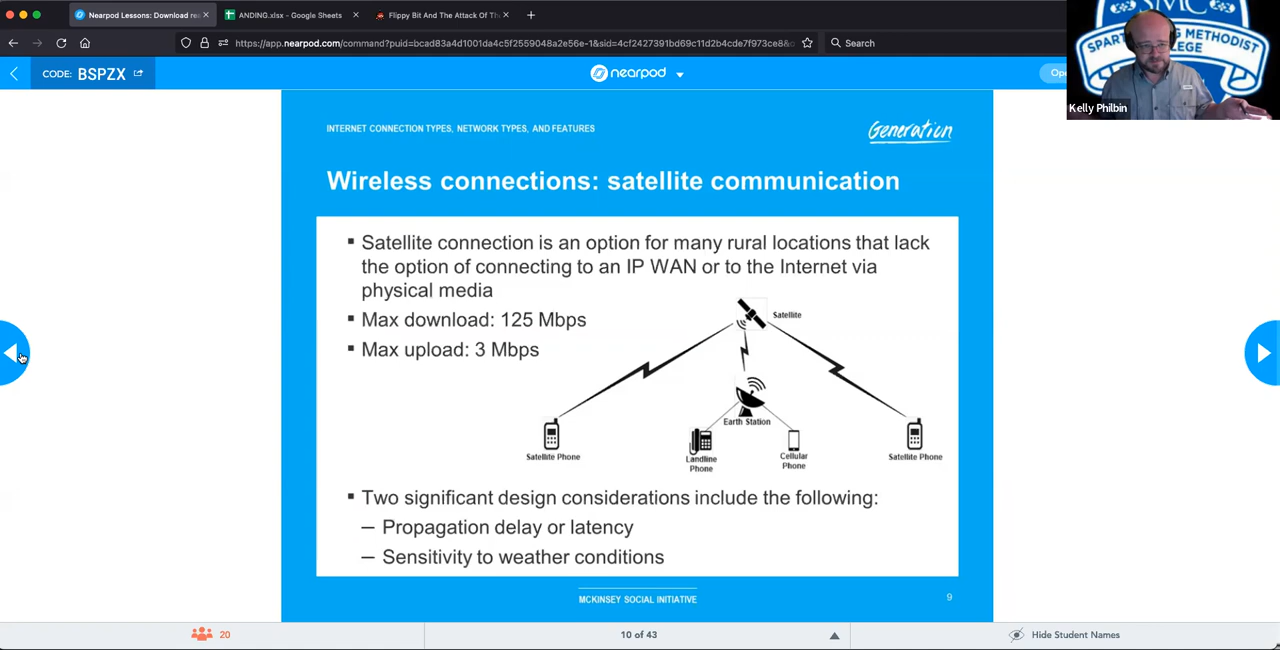 Nearpod Lessons: Download re
ANDING.xlsx - Google Sheets
Flippy Bit And The Attack Of Th
https://app.nearpod.com/command?puid=bcad83a4d1001da4c5f2559048a2e56e-1&sid=4cf2427391bd69c11d2b4cde7f973ce8&
Search
CODE: BSPZX
nearpod
Ope
SMC
METHODIST
Kelly Philbin
INTERNET CONNECTION TYPES, NETWORK TYPES, AND FEATURES
Generation
Wireless connections: satellite communication
▪ Satellite connection is an option for many rural locations that lack
the option of connecting to an IP WAN or to the Internet via
physical media
▪ Max download: 125 Mbps
▪ Max upload: 3 Mbps
Satellite
Earth Station
Satellite Phone
Landline
Phone
Cellular
Phone
Satellite Phone
▪ Two significant design considerations include the following:
– Propagation delay or latency
– Sensitivity to weather conditions
MCKINSEY SOCIAL INITIATIVE
9
20
10 of 43
Hide Student Names